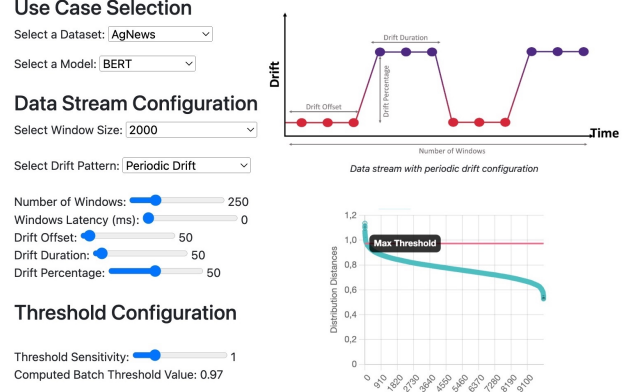 Use Case Selection
Select a Dataset: AgNews
Select a Model: BERT
Data Stream Configuration
Select Window Size: 2000
Select Drift Pattern: Periodic Drift
Number of Windows: 250
Windows Latency (ms): 0
Drift Offset: 50
Drift Duration: 50
Drift Percentage: 50
Threshold Configuration
Threshold Sensitivity: 1
Computed Batch Threshold Value: 0.97
Drift
Drift Duration
Drift Percentage
Drift Offset
Time
Number of Windows
Data stream with periodic drift configuration
Distribution Distances
1,2
1,0
0,8
0,6
0,4
0,2
0
Max Threshold
0
910
1820
2730
3640
4550
5460
6370
7280
8190
9100